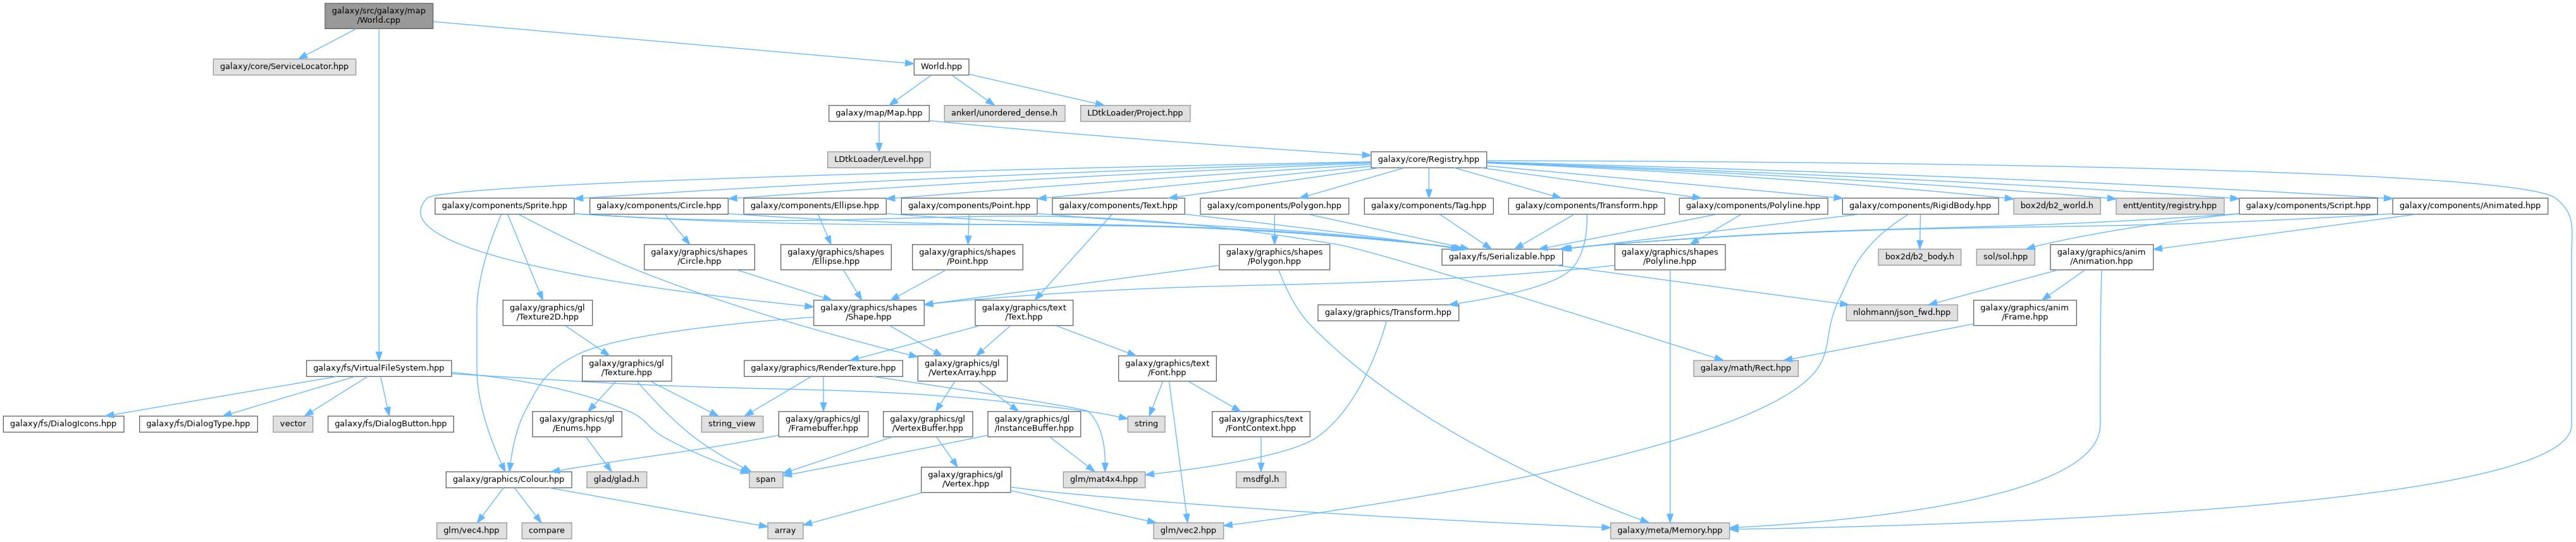 galaxy/src/galaxy/map
/World.cpp
galaxy/core/ServiceLocator.hpp
World.hpp
galaxy/map/Map.hpp
ankerl/unordered_dense.h
LDtkLoader/Project.hpp
LDtkLoader/Level.hpp
galaxy/core/Registry.hpp
galaxy/components/Sprite.hpp
galaxy/components/Circle.hpp
galaxy/components/Ellipse.hpp
galaxy/components/Point.hpp
galaxy/components/Text.hpp
galaxy/components/Polygon.hpp
galaxy/components/Tag.hpp
galaxy/components/Transform.hpp
galaxy/components/Polyline.hpp
galaxy/components/RigidBody.hpp
box2d/b2_world.h
entt/entity/registry.hpp
galaxy/components/Script.hpp
galaxy/components/Animated.hpp
galaxy/graphics/shapes
/Circle.hpp
galaxy/graphics/shapes
/Ellipse.hpp
galaxy/graphics/shapes
/Point.hpp
galaxy/graphics/shapes
/Polygon.hpp
galaxy/fs/Serializable.hpp
galaxy/graphics/shapes
/Polyline.hpp
box2d/b2_body.h
sol/sol.hpp
galaxy/graphics/anim
/Animation.hpp
galaxy/graphics/gl
/Texture2D.hpp
galaxy/graphics/shapes
/Shape.hpp
galaxy/graphics/text
/Text.hpp
galaxy/graphics/Transform.hpp
nlohmann/json_fwd.hpp
galaxy/graphics/anim
/Frame.hpp
galaxy/fs/VirtualFileSystem.hpp
galaxy/graphics/gl
/Texture.hpp
galaxy/graphics/RenderTexture.hpp
galaxy/graphics/gl
/VertexArray.hpp
galaxy/graphics/text
/Font.hpp
galaxy/math/Rect.hpp
galaxy/fs/DialogIcons.hpp
galaxy/fs/DialogType.hpp
vector
galaxy/fs/DialogButton.hpp
galaxy/graphics/gl
/Enums.hpp
string_view
galaxy/graphics/gl
/Framebuffer.hpp
galaxy/graphics/gl
/VertexBuffer.hpp
galaxy/graphics/gl
/InstanceBuffer.hpp
string
galaxy/graphics/text
/FontContext.hpp
galaxy/graphics/Colour.hpp
glad/glad.h
span
galaxy/graphics/gl
/Vertex.hpp
glm/mat4x4.hpp
msdfgl.h
glm/vec4.hpp
compare
array
glm/vec2.hpp
galaxy/meta/Memory.hpp